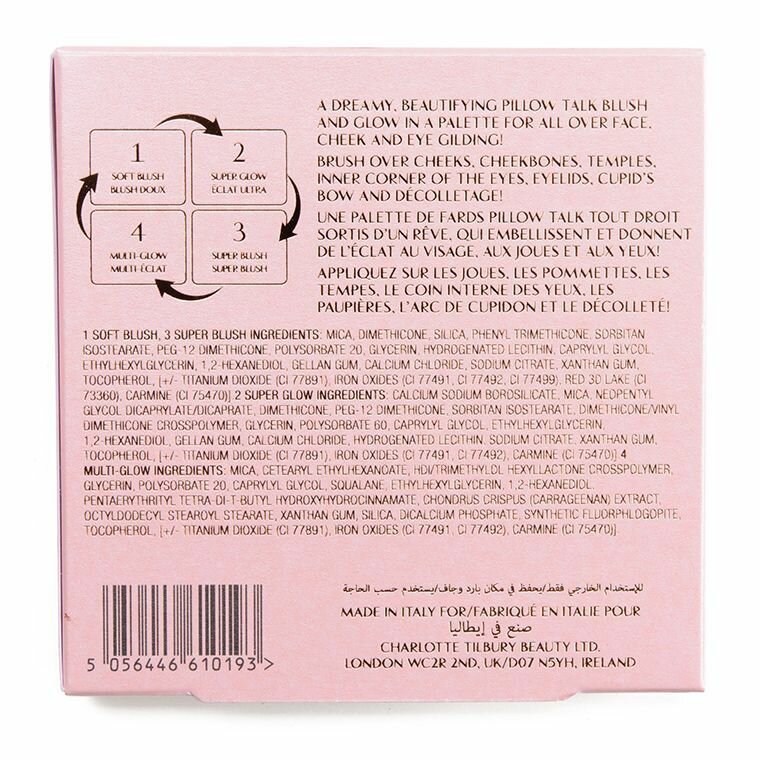 1
SOFT BLUSH
BLUSH DOUX
2
SUPER GLOW
ÉCLAT ULTRA
4
MULTI-GLOW
MULTI-ÉCLAT
3
SUPER BLUSH
SUPER BLUSH
A DREAMY, BEAUTIFYING PILLOW TALK BLUSH
AND GLOW IN A PALETTE FOR ALL OVER FACE,
CHEEK AND EYE GILDING!
BRUSH OVER CHEEKS, CHEEKBONES, TEMPLES,
INNER CORNER OF THE EYES, EYELIDS, CUPID'S
BOW AND DÉCOLLETAGE!
UNE PALETTE DE FARDS PILLOW TALK TOUT DROIT
SORTIS D'UN RÊVE, QUI EMBELLISSENT ET DONNENT
DE L'ÉCLAT AU VISAGE, AUX JOUES ET AUX YEUX!
APPLIQUEZ SUR LES JOUES, LES POMMETTES, LES
TEMPES, LE COIN INTERNE DES YEUX, LES
PAUPIÈRES, L'ARC DE CUPIDON ET LE DÉCOLLETÉ!
1 SOFT BLUSH, 3 SUPER BLUSH INGREDIENTS: MICA, DIMETHICONE, SILICA, PHENYL TRIMETHICONE, SORBITAN
ISOSTEARATE, PEG-12 DIMETHICONE, POLYSORBATE 20, GLYCERIN, HYDROGENATED LECITHIN, CAPRYLYL GLYCOL,
ETHYLHEXYLGLYCERIN, 1,2-HEXANEDIOL, GELLAN GUM, CALCIUM CHLORIDE, SODIUM CITRATE, XANTHAN GUM,
TOCOPHEROL, [+/- TITANIUM DIOXIDE (CI 77891), IRON OXIDES (CI 77491, CI 77492, CI 77499), RED 30 LAKE (CI
73360), CARMINE (CI 75470)] 2 SUPER GLOW INGREDIENTS: CALCIUM SODIUM BOROSILICATE, MICA, NEOPENTYL
GLYCOL DICAPRYLATE/DICAPRATE, DIMETHICONE, PEG-12 DIMETHICONE, SORBITAN ISOSTEARATE, DIMETHICONE/VINYL
DIMETHICONE CROSSPOLYMER, GLYCERIN, POLYSORBATE 60, CAPRYLYL GLYCOL, ETHYLHEXYLGLYCERIN,
1,2-HEXANEDIOL, GELLAN GUM, CALCIUM CHLORIDE, HYDROGENATED LECITHIN, SODIUM CITRATE, XANTHAN GUM,
TOCOPHEROL, [+/- TITANIUM DIOXIDE (CI 77891), IRON OXIDES (CI 77491, CI 77492), CARMINE (CI 75470)] 4
MULTI-GLOW INGREDIENTS: MICA, CETEARYL ETHYLHEXANOATE, HDI/TRIMETHYLOL HEXYLLACTONE CROSSPOLYMER,
GLYCERIN, POLYSORBATE 20, CAPRYLYL GLYCOL, SQUALANE, ETHYLHEXYLGLYCERIN, 1,2-HEXANEDIOL,
PENTAERYTHRITYL TETRA-DI-T-BUTYL HYDROXYHYDROCINNAMATE, CHONDRUS CRISPUS (CARRAGEENAN) EXTRACT,
OCTYLDODECYL STEAROYL STEARATE, XANTHAN GUM, SILICA, DICALCIUM PHOSPHATE, SYNTHETIC FLUORPHLOGOPITE,
TOCOPHEROL, [+/- TITANIUM DIOXIDE (CI 77891), IRON OXIDES (CI 77491, CI 77492), CARMINE (CI 75470)].
للإستخدام الخارجي فقط/يحفظ في مكان بارد وجاف/يستخدم حسب الحاجة
MADE IN ITALY FOR/FABRIQUÉ EN ITALIE POUR
صنع في إيطاليا
CHARLOTTE TILBURY BEAUTY LTD.
LONDON WC2R 2ND, UK/D07 N5YH, IRELAND
5 056446 610193>